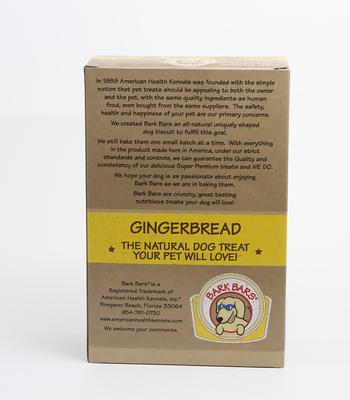 In 1989 American Health Kennels was founded with the simple
notion that pet treats should be appealing to both the owner
and the pet, with the same quality ingredients as human
food, even bought from the same suppliers. The safety,
health and happiness of your pet are our primary concerns.
We created Bark Bars an all-natural uniquely shaped
dog biscuit to fulfill this goal.
We still bake them one small batch at a time. With everything
in the product made here in America, under our strict
standards and controls, we can guarantee the Quality and
consistency of our delicious Super Premium treats and WE DO.
We hope your dog is as passionate about enjoying
Bark Bars as we are in baking them.
Bark Bars are crunchy, great tasting
nutritious treats your dog will love!
GINGERBREAD
THE NATURAL DOG TREAT
YOUR PET WILL LOVE!
Bark Bars® is a
Registered Trademark of
American Health Kennels, Inc.®
Pompano Beach, Florida 33064
954-781-0730
www.americanhealthkennels.com
We welcome your comments.
BARK BARS®